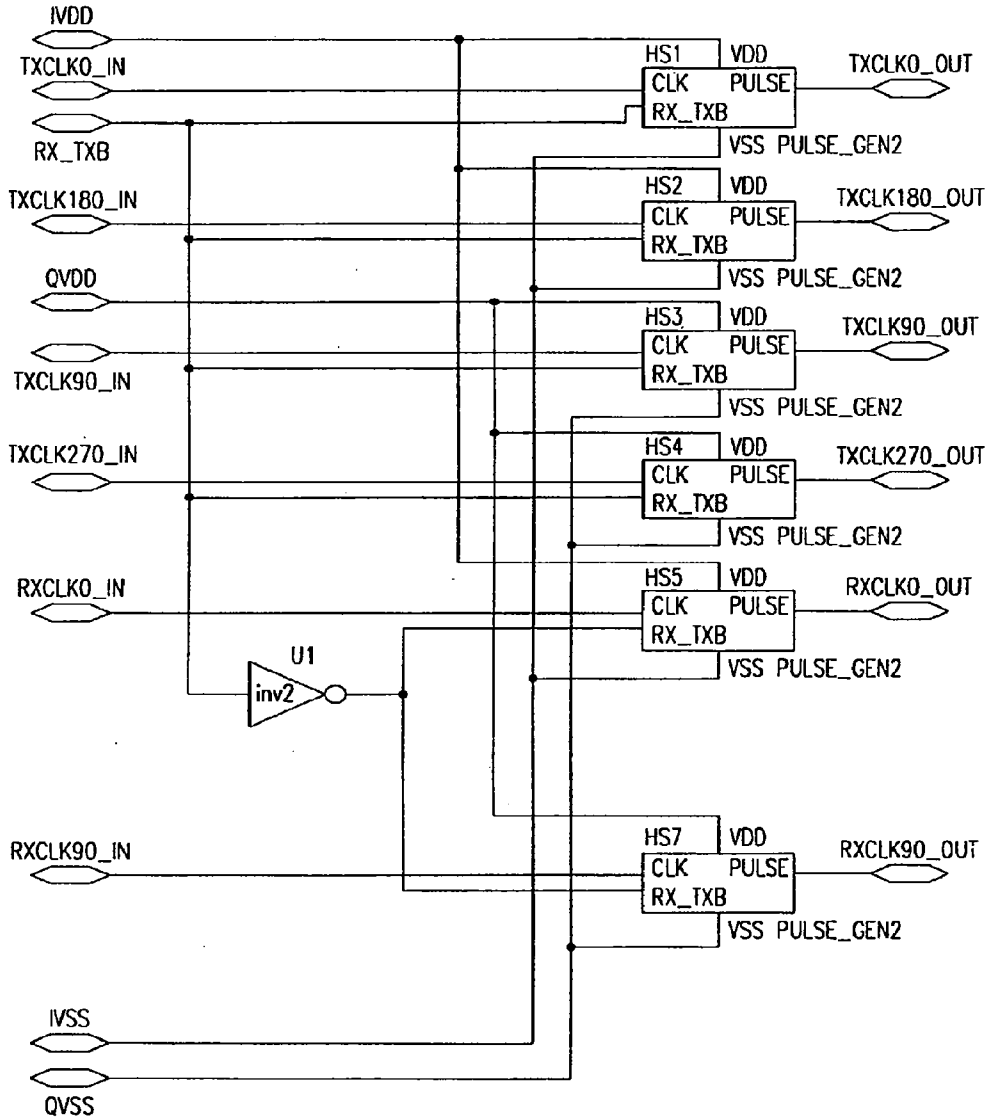 IVDD
HS1 VDD
TXCLK0_IN
TXCLK0_OUT
CLK PULSE
RX_TXB
RX_TXB
VSS PULSE_GEN2
HS2 VDD
TXCLK180_IN
TXCLK180_OUT
CLK PULSE
RX_TXB
VSS PULSE_GEN2
QVDD
HS3 VDD
TXCLK90_OUT
CLK PULSE
RX_TXB
TXCLK90_IN
VSS PULSE_GEN2
HS4 VDD
TXCLK270_IN
TXCLK270_OUT
CLK PULSE
RX_TXB
VSS PULSE_GEN2
HS5 VDD
RXCLK0_IN
RXCLK0_OUT
CLK PULSE
RX_TXB
U1
VSS PULSE_GEN2
inv2
HS7 VDD
RXCLK90_IN
RXCLK90_OUT
CLK PULSE
RX_TXB
VSS PULSE_GEN2
IVSS
QVSS